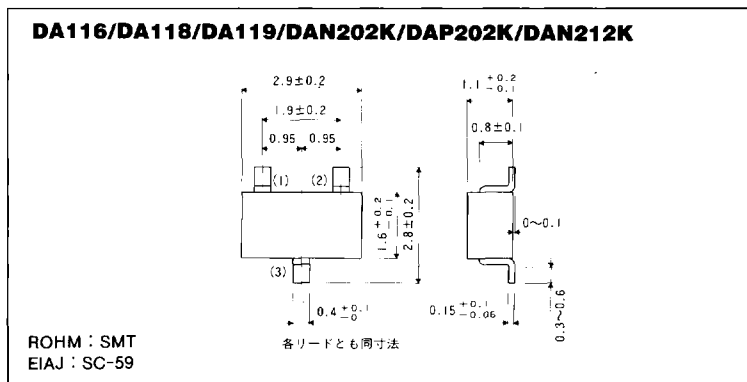 DA116/DA118/DA119/DAN202K/DAP202K/DAN212K
2.9±0.2
1.9±0.2
0.95 0.95
(1) (2)
(3)
1.6 +0.2 -0.1
2.8±0.2
0.4 +0.1 -0
各リードとも同寸法
1.1 +0.2 -0.1
0.8±0.1
0~0.1
0.15 +0.1 -0.06
0.3~0.6
ROHM : SMT
EIAJ : SC-59